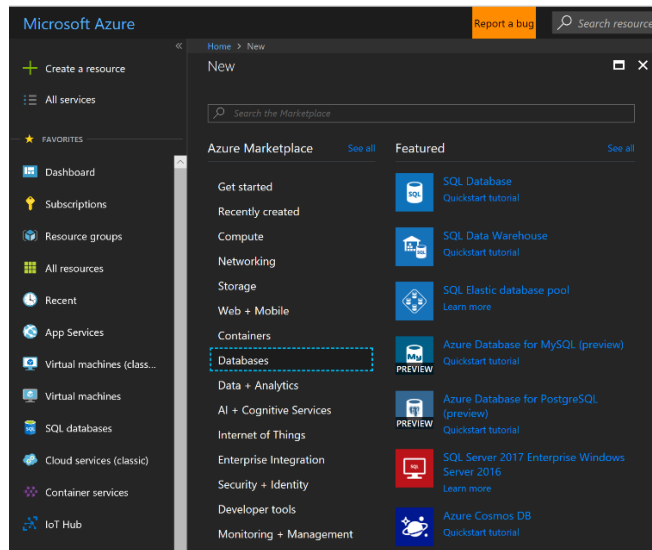 Microsoft Azure
Report a bug
Search resource
«
Create a resource
All services
FAVORITES
Dashboard
Subscriptions
Resource groups
All resources
Recent
App Services
Virtual machines (class...
Virtual machines
SQL databases
Cloud services (classic)
Container services
IoT Hub
Home > New
New
Search the Marketplace
Azure Marketplace See all
Get started
Recently created
Compute
Networking
Storage
Web + Mobile
Containers
Databases
Data + Analytics
AI + Cognitive Services
Internet of Things
Enterprise Integration
Security + Identity
Developer tools
Monitoring + Management
Featured See all
SQL
SQL Database
Quickstart tutorial
SQL Data Warehouse
Quickstart tutorial
SQL Elastic database pool
Learn more
My
PREVIEW
Azure Database for MySQL (preview)
Quickstart tutorial
PREVIEW
Azure Database for PostgreSQL
(preview)
Quickstart tutorial
SQL Server 2017 Enterprise Windows
Server 2016
Learn more
Azure Cosmos DB
Quickstart tutorial